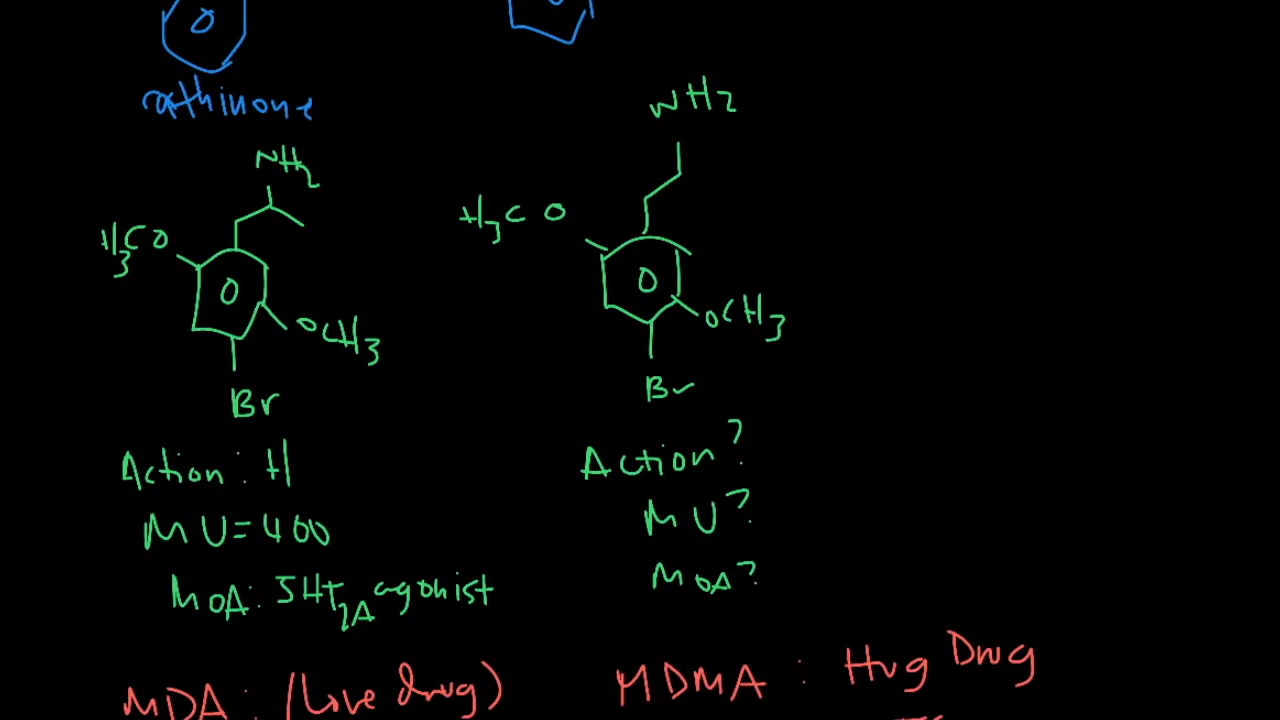 O
cathinone
NH2
H3CO
O
OCH3
Br
Action: H
MU=400
MOA: 5HT2A agonist
NH2
H3C O
O
OCH3
Br
Action?
MU?
MOA?
MDA: (Love drug)
MDMA: Hug Drug